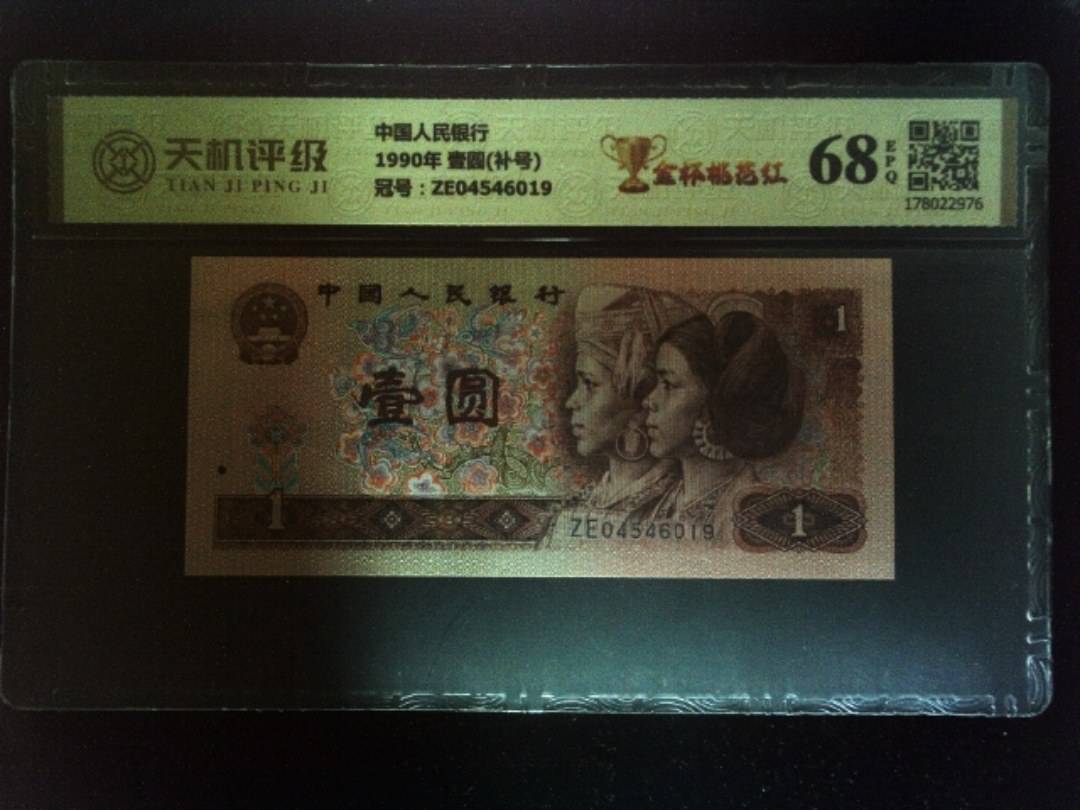 天机评级
TIAN JI PING JI
中国人民银行
1990年 壹圆(补号)
冠号：ZE04546019
金杯桃花红
68
EPQ
178022976
中國人民银行
1
壹圆
1
ZE04546019
1